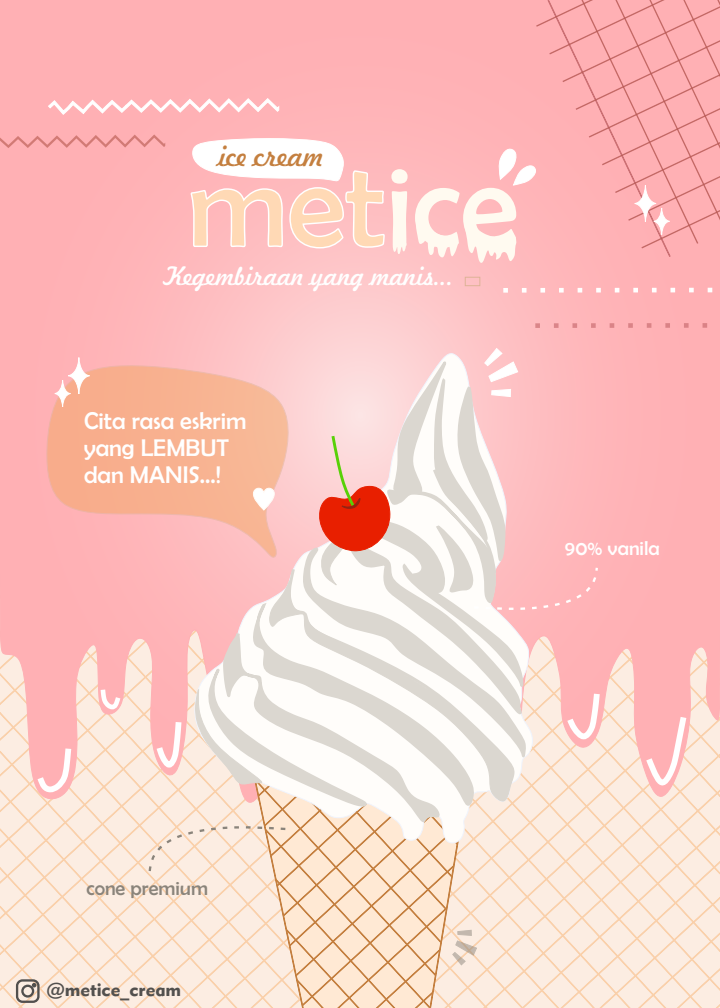 ice cream
metice
Kegembiraan yang manis...
Cita rasa eskrim
yang LEMBUT
dan MANIS...!
90% vanila
cone premium
@metice_cream